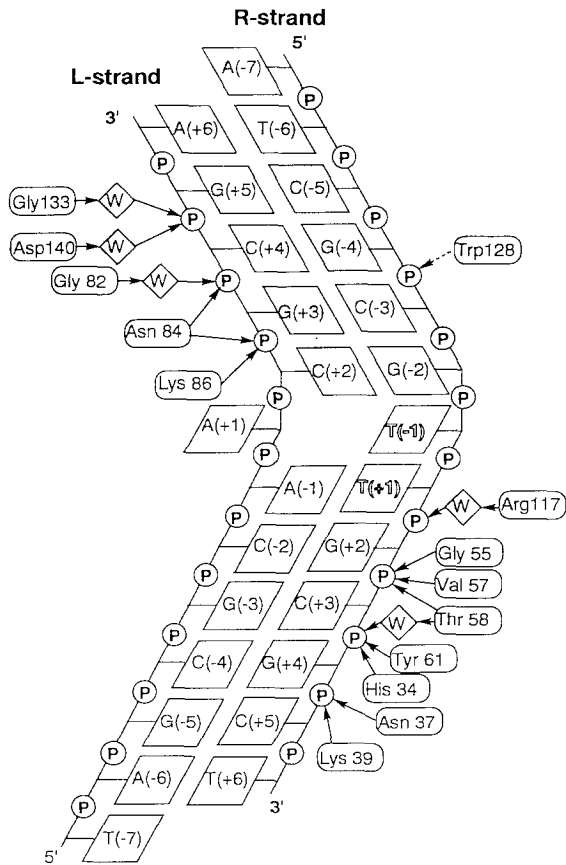 R-strand
5'
L-strand
3'
A(-7)
P
A(+6)
T(-6)
P
P
G(+5)
C(-5)
Gly133
W
P
P
C(+4)
G(-4)
Asp140
W
Trp128
P
Gly 82
W
P
G(+3)
C(-3)
Asn 84
P
P
C(+2)
G(-2)
Lys 86
P
P
A(+1)
T(-1)
P
P
A(-1)
T(+1)
P
P
W
Arg117
C(-2)
G(+2)
Gly 55
P
P
Val 57
G(-3)
C(+3)
Thr 58
W
P
P
Tyr 61
C(-4)
G(+4)
His 34
P
P
Asn 37
G(-5)
C(+5)
Lys 39
P
P
A(-6)
T(+6)
P
3'
T(-7)
5'